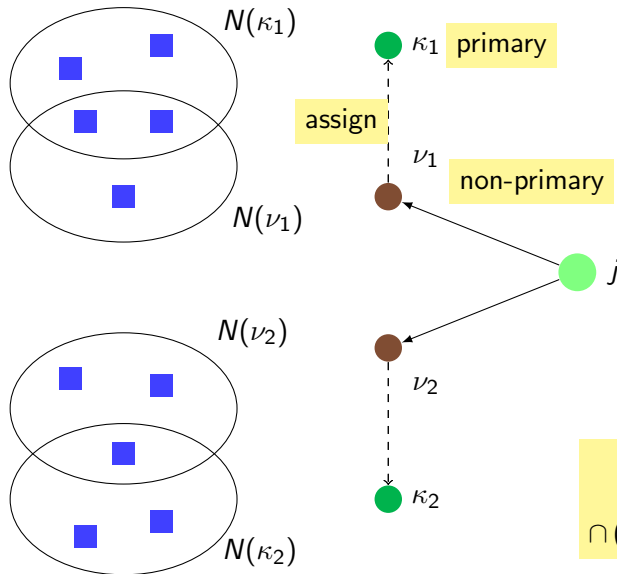 N(κ₁)
κ₁ primary
assign
ν₁
non-primary
N(ν₁)
j
N(ν₂)
ν₂
κ₂
N(κ₂)
∩(